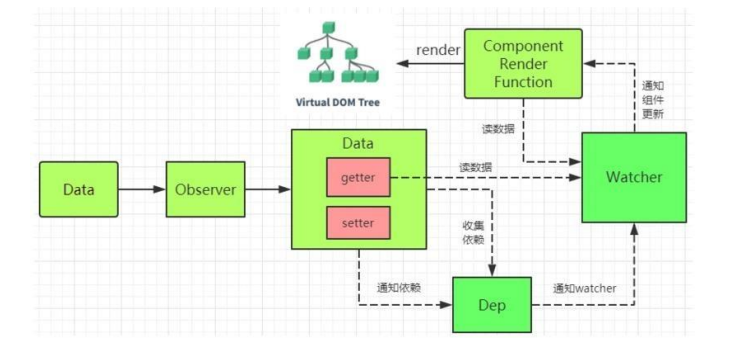 render
Component
Render
Function
Virtual DOM Tree
通知
组件
更新
读数据
Data
getter
setter
读数据
Data
Observer
Watcher
收集
依赖
通知依赖
Dep
通知watcher